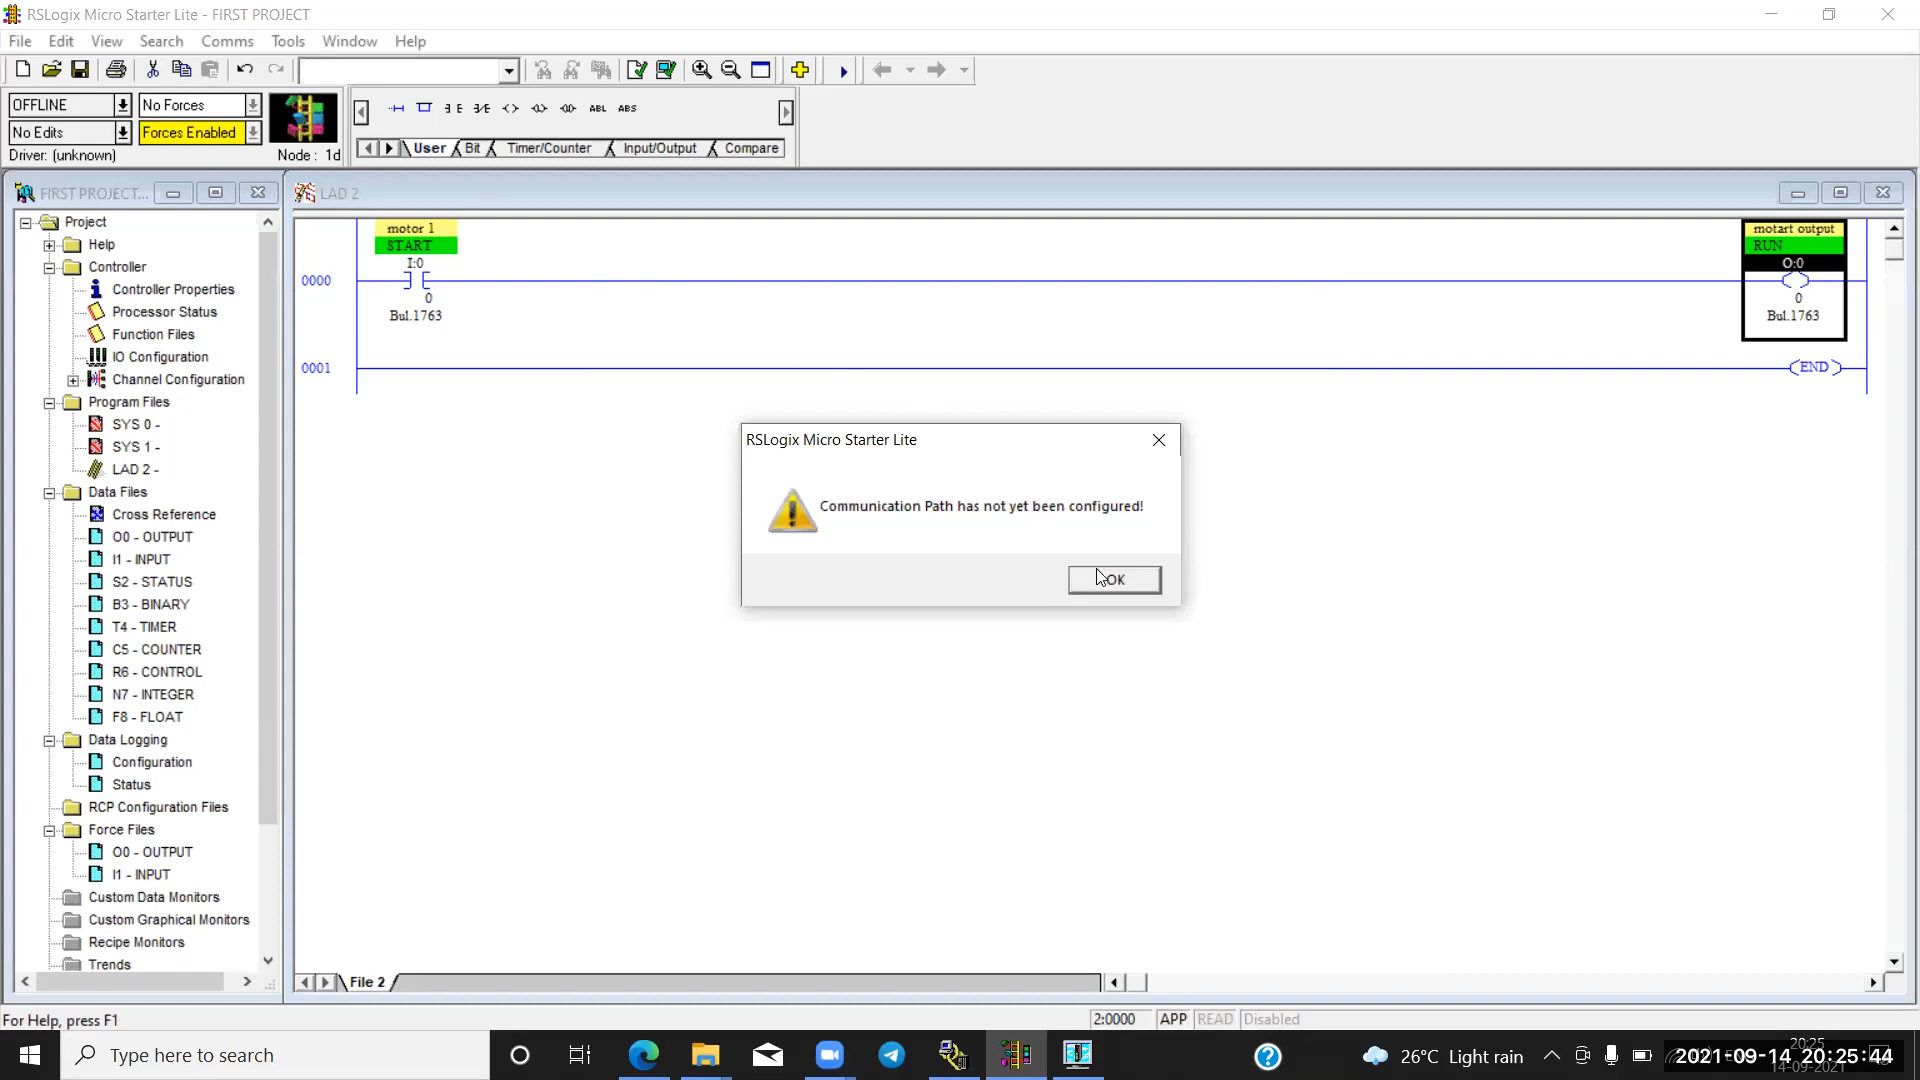 RSLogix Micro Starter Lite - FIRST PROJECT
File Edit View Search Comms Tools Window Help
OFFLINE No Forces
No Edits Forces Enabled
Driver: (unknown) Node : 1d
ABL ABS
User Bit Timer/Counter Input/Output Compare
FIRST PROJECT...
Project
Help
Controller
Controller Properties
Processor Status
Function Files
IO Configuration
Channel Configuration
Program Files
SYS 0 -
SYS 1 -
LAD 2 -
Data Files
Cross Reference
O0 - OUTPUT
I1 - INPUT
S2 - STATUS
B3 - BINARY
T4 - TIMER
C5 - COUNTER
R6 - CONTROL
N7 - INTEGER
F8 - FLOAT
Data Logging
Configuration
Status
RCP Configuration Files
Force Files
O0 - OUTPUT
I1 - INPUT
Custom Data Monitors
Custom Graphical Monitors
Recipe Monitors
Trends
LAD 2
motor 1
START
I:0
0000
0
Bul.1763
motart output
RUN
O:0
0
Bul.1763
0001
END
RSLogix Micro Starter Lite
Communication Path has not yet been configured!
OK
File 2
For Help, press F1
2:0000 APP READ Disabled
Type here to search
26°C Light rain
20:25
2021-09-14 20:25:44
14-09-2021